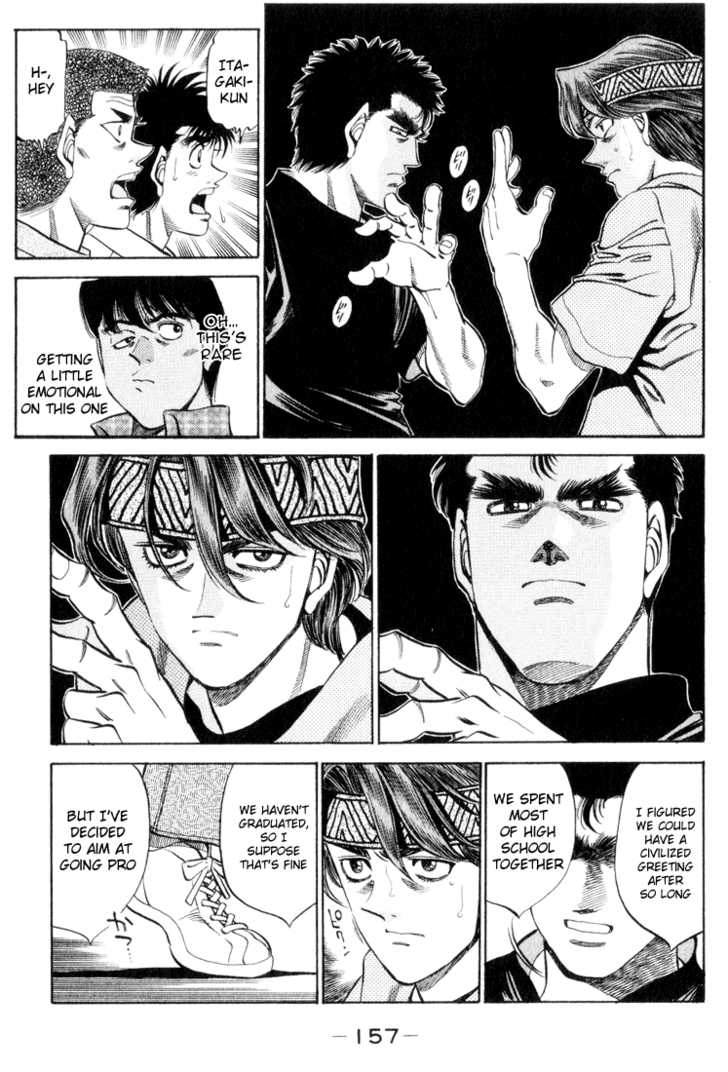 ITA-
GAKI-
KUN
H-,
HEY
OH...
THIS'S
RARE
GETTING
A LITTLE
EMOTIONAL
ON THIS ONE
I FIGURED
WE COULD
HAVE A
CIVILIZED
GREETING
AFTER
SO LONG
WE SPENT
MOST
OF HIGH
SCHOOL
TOGETHER
WE HAVEN'T
GRADUATED,
SO I
SUPPOSE
THAT'S FINE
BUT I'VE
DECIDED
TO AIM AT
GOING PRO
—157—